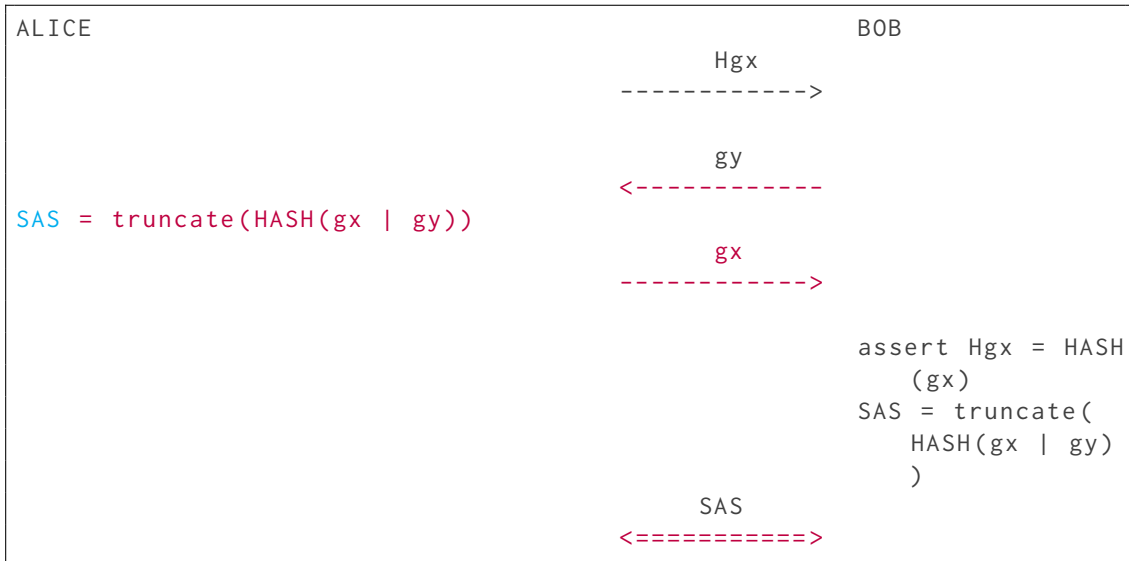 ALICE BOB
Hgx
------------>
gy
<------------
SAS = truncate(HASH(gx | gy))
gx
------------>
assert Hgx = HASH
(gx)
SAS = truncate(
HASH(gx | gy)
)
SAS
<===========>